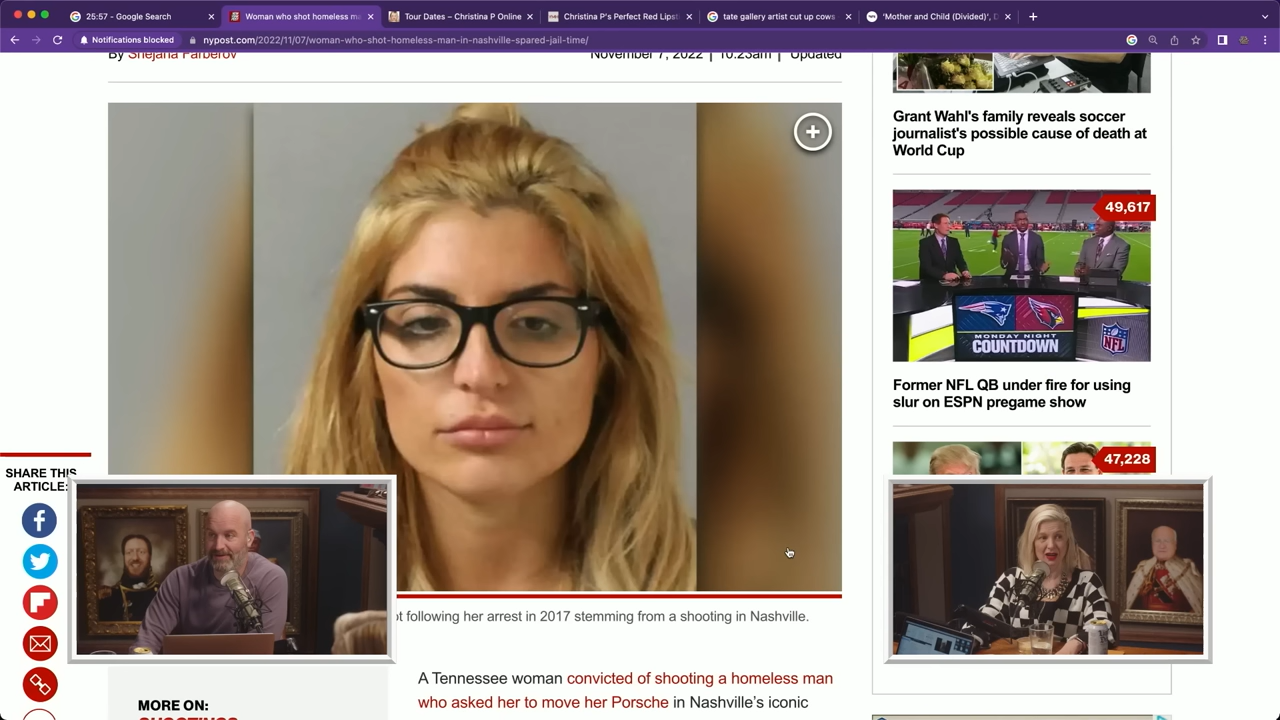 25:57 - Google Search
Woman who shot homeless m
Tour Dates – Christina P Online
Christina P's Perfect Red Lipst
tate gallery artist cut up cows
'Mother and Child (Divided)', D
Notifications blocked
nypost.com/2022/11/07/woman-who-shot-homeless-man-in-nashville-spared-jail-time/
By Snejana Farberov
November 7, 2022 | 10:23am | Updated
Grant Wahl's family reveals soccer
journalist's possible cause of death at
World Cup
49,617
MONDAY NIGHT
COUNTDOWN
NFL
Former NFL QB under fire for using
slur on ESPN pregame show
47,228
SHARE THIS
ARTICLE:
ot following her arrest in 2017 stemming from a shooting in Nashville.
A Tennessee woman convicted of shooting a homeless man
who asked her to move her Porsche in Nashville's iconic
MORE ON:
SHOOTINGS